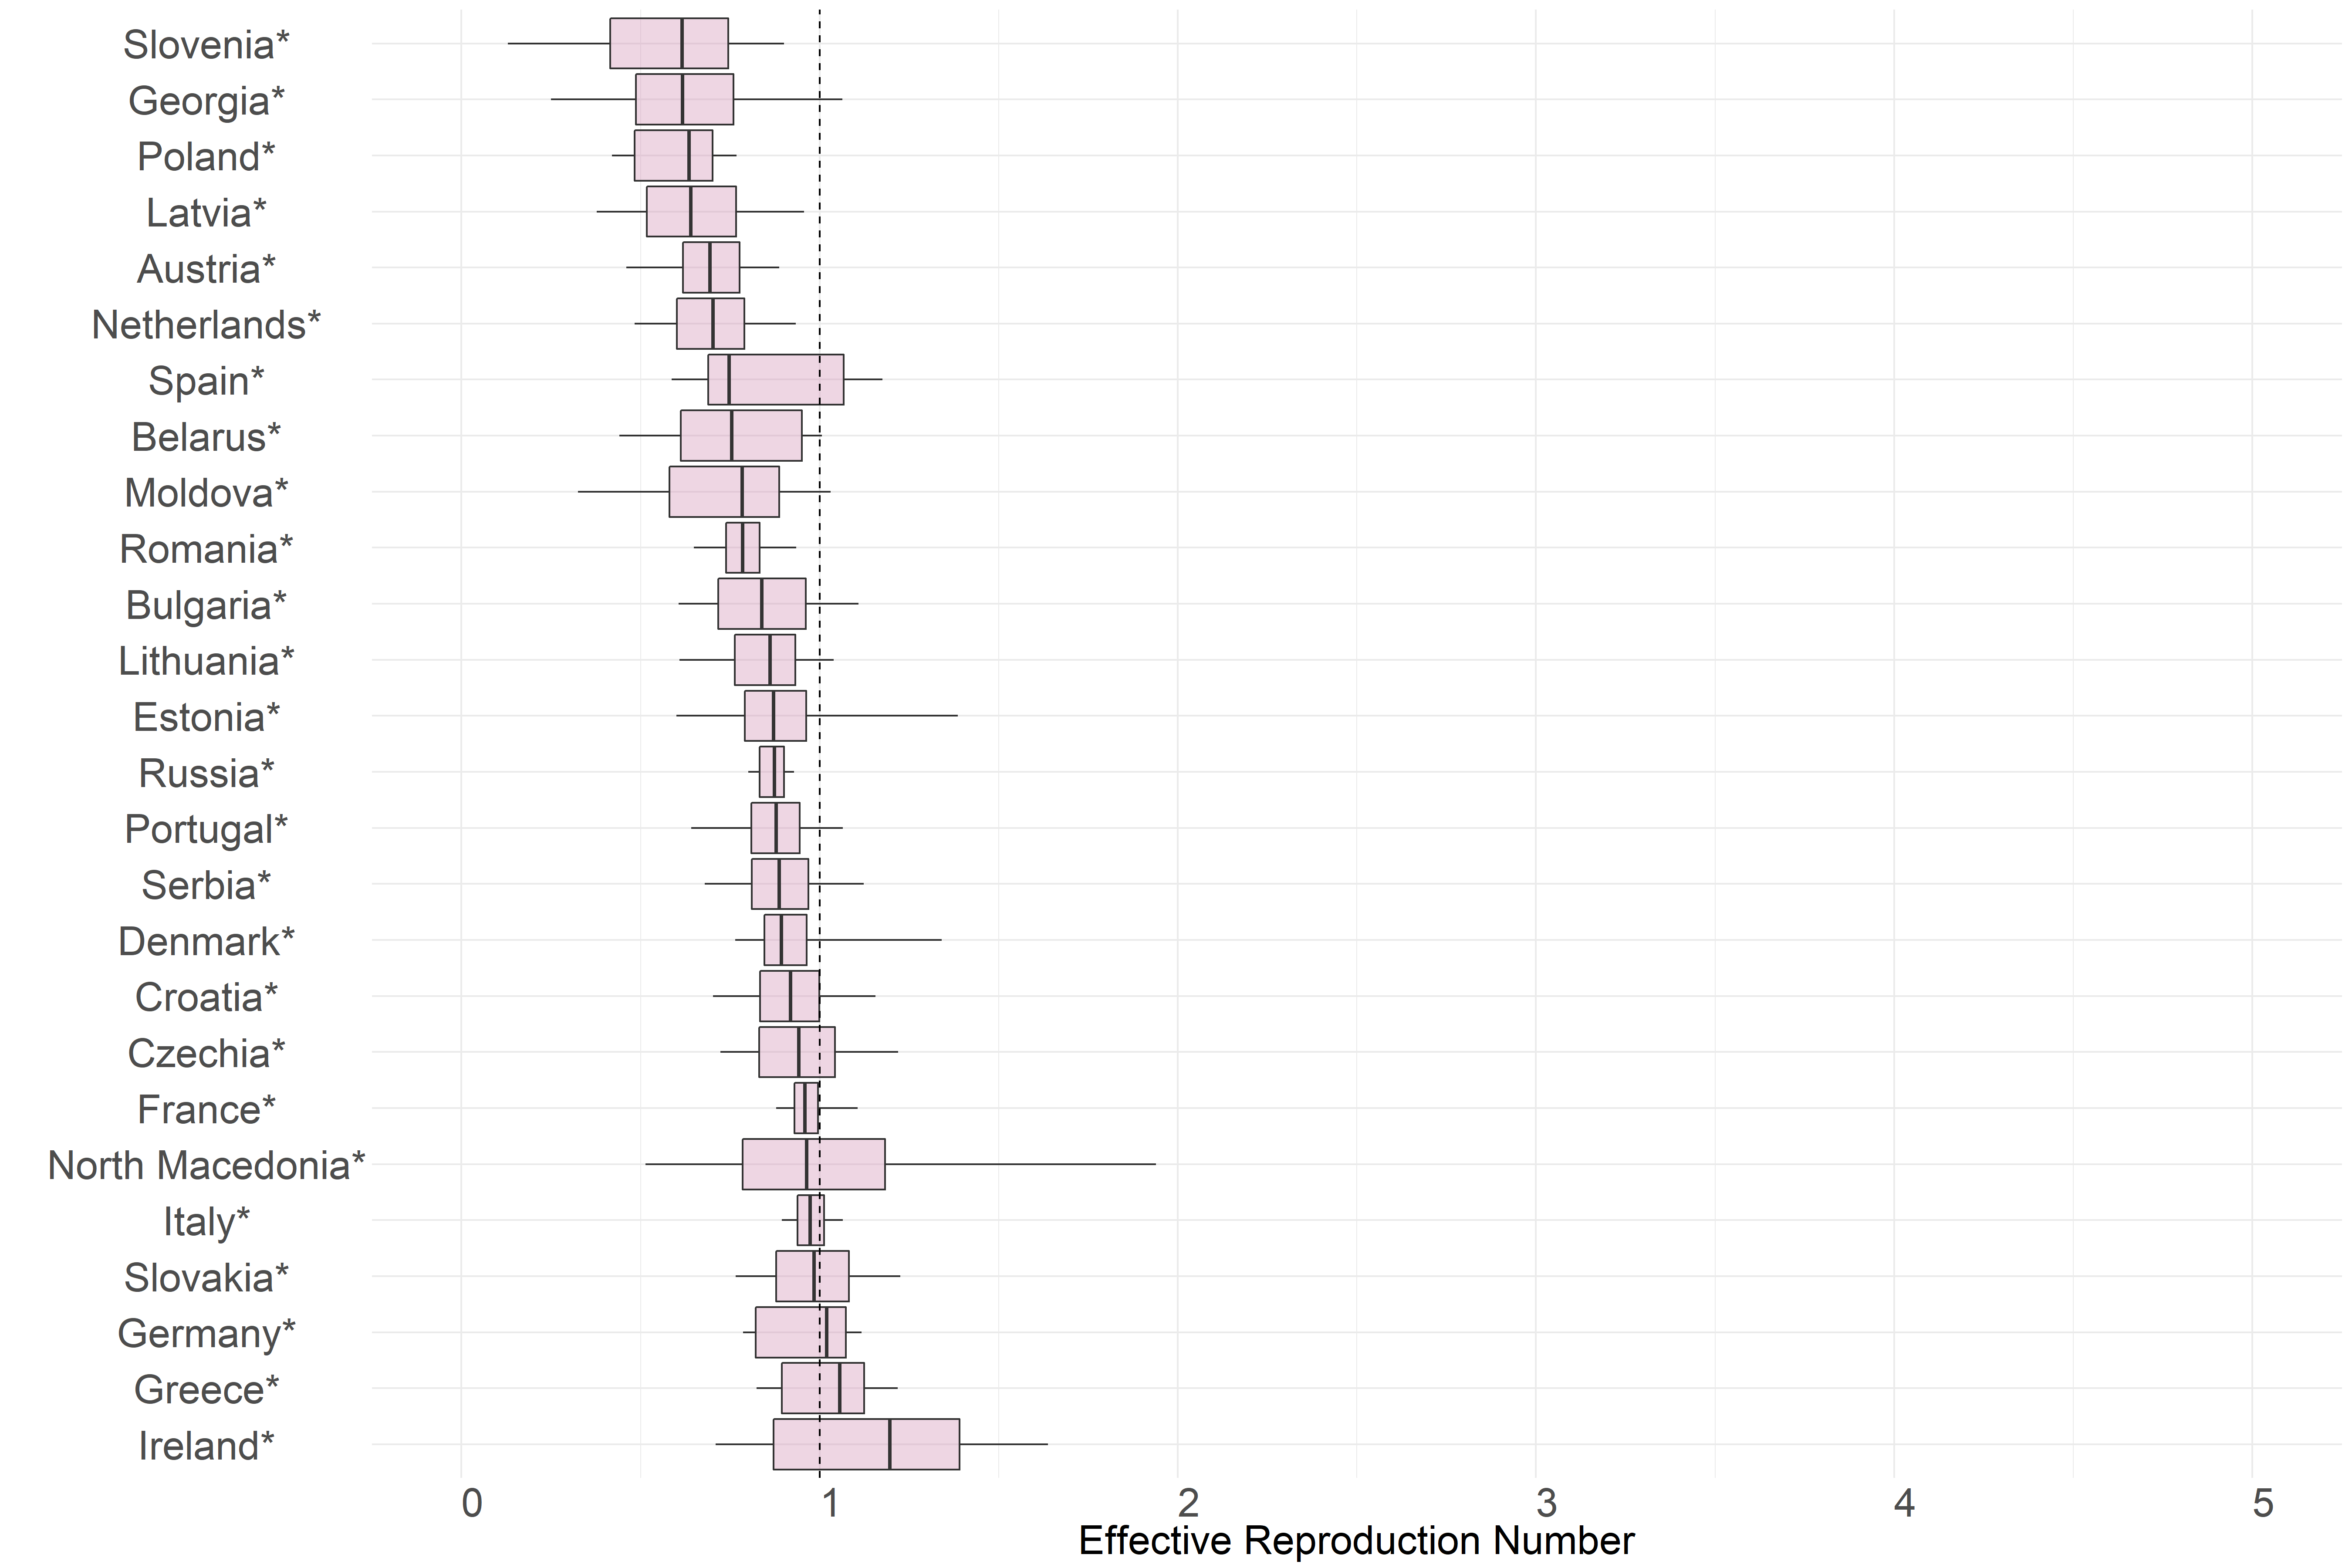 Slovenia*
Georgia*
Poland*
Latvia*
Austria*
Netherlands*
Spain*
Belarus*
Moldova*
Romania*
Bulgaria*
Lithuania*
Estonia*
Russia*
Portugal*
Serbia*
Denmark*
Croatia*
Czechia*
France*
North Macedonia*
Italy*
Slovakia*
Germany*
Greece*
Ireland*
0 1 2 3 4 5
Effective Reproduction Number